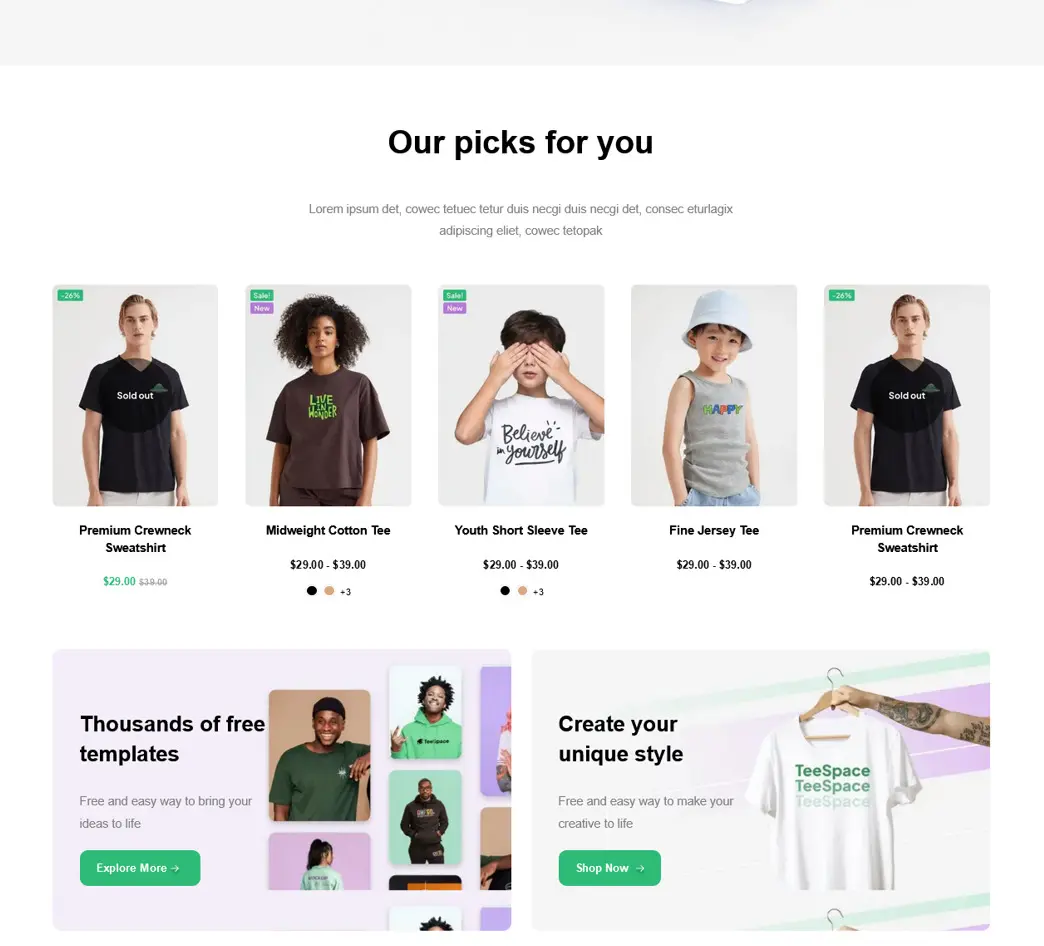 Our picks for you
Lorem ipsum det, cowec tetuec tetur duis necgi duis necgi det, consec eturlagix
adipiscing eliet, cowec tetopak
-26%
Sold out
Premium Crewneck
Sweatshirt
$29.00 $39.00
Sale!
New
LIVE
IT IN
WONDER
Midweight Cotton Tee
$29.00 - $39.00
+3
Sale!
New
Believe
in yourself
Youth Short Sleeve Tee
$29.00 - $39.00
+3
HAPPY
Fine Jersey Tee
$29.00 - $39.00
-26%
Sold out
Premium Crewneck
Sweatshirt
$29.00 - $39.00
Thousands of free
templates
Free and easy way to bring your
ideas to life
Explore More →
TeeSpace
Create your
unique style
Free and easy way to make your
creative to life
Shop Now →
TeeSpace
TeeSpace
TeeSpace